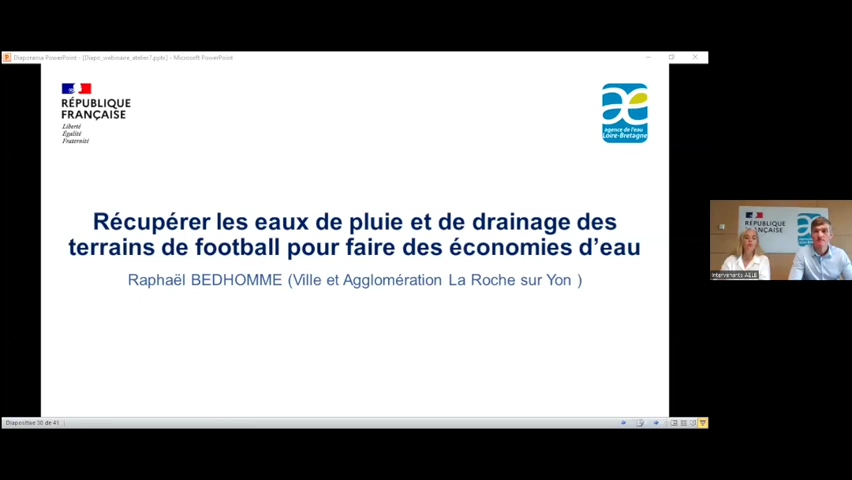 Diaporama PowerPoint - [Diapo_webinaire_atelier7.pptx] - Microsoft PowerPoint
RÉPUBLIQUE
FRANÇAISE
Liberté
Égalité
Fraternité
agence de l'eau
Loire-Bretagne
Récupérer les eaux de pluie et de drainage des
terrains de football pour faire des économies d'eau
Raphaël BEDHOMME (Ville et Agglomération La Roche sur Yon )
RÉPUBLIQUE
FRANÇAISE
Intervenants AELB
Diapositive 30 de 41